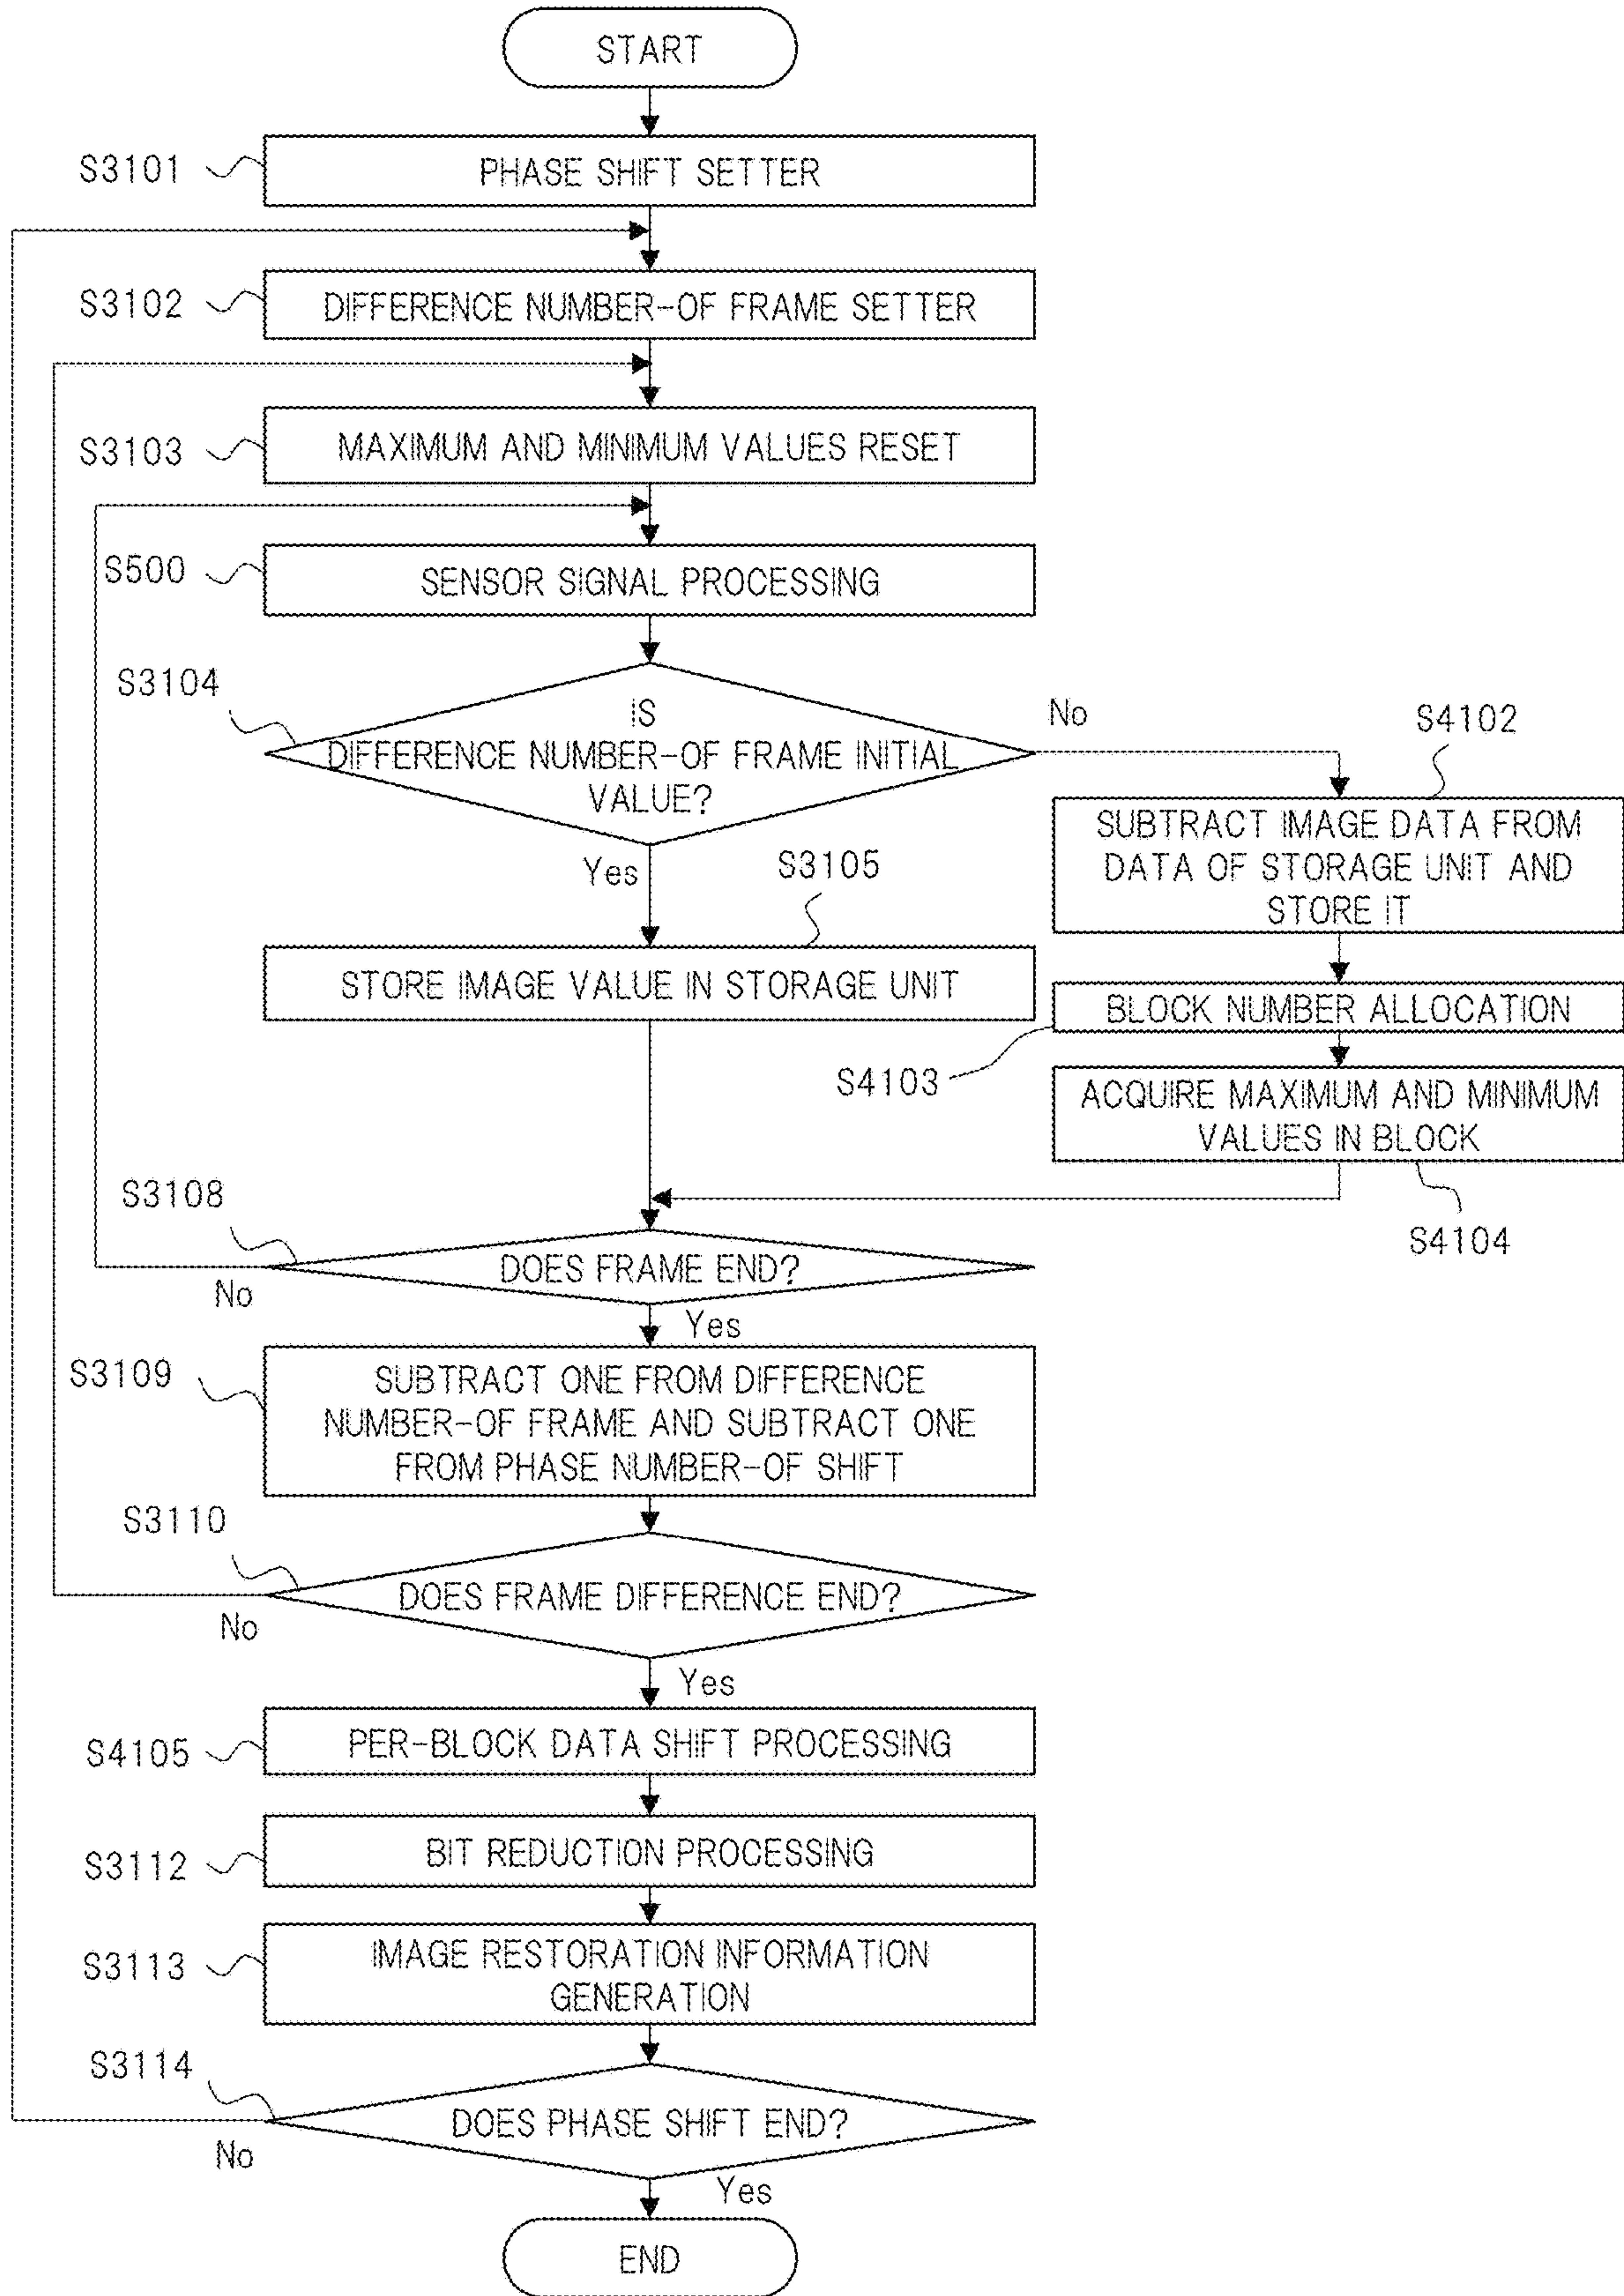 START
S3101
PHASE SHIFT SETTER
S3102
DIFFERENCE NUMBER-OF FRAME SETTER
S3103
MAXIMUM AND MINIMUM VALUES RESET
S500
SENSOR SIGNAL PROCESSING
S3104
IS
DIFFERENCE NUMBER-OF FRAME INITIAL
VALUE?
No
Yes
S4102
SUBTRACT IMAGE DATA FROM
DATA OF STORAGE UNIT AND
STORE IT
S3105
STORE IMAGE VALUE IN STORAGE UNIT
BLOCK NUMBER ALLOCATION
S4103
ACQUIRE MAXIMUM AND MINIMUM
VALUES IN BLOCK
S4104
S3108
DOES FRAME END?
No
Yes
S3109
SUBTRACT ONE FROM DIFFERENCE
NUMBER-OF FRAME AND SUBTRACT ONE
FROM PHASE NUMBER-OF SHIFT
S3110
DOES FRAME DIFFERENCE END?
No
Yes
S4105
PER-BLOCK DATA SHIFT PROCESSING
S3112
BIT REDUCTION PROCESSING
S3113
IMAGE RESTORATION INFORMATION
GENERATION
S3114
DOES PHASE SHIFT END?
No
Yes
END